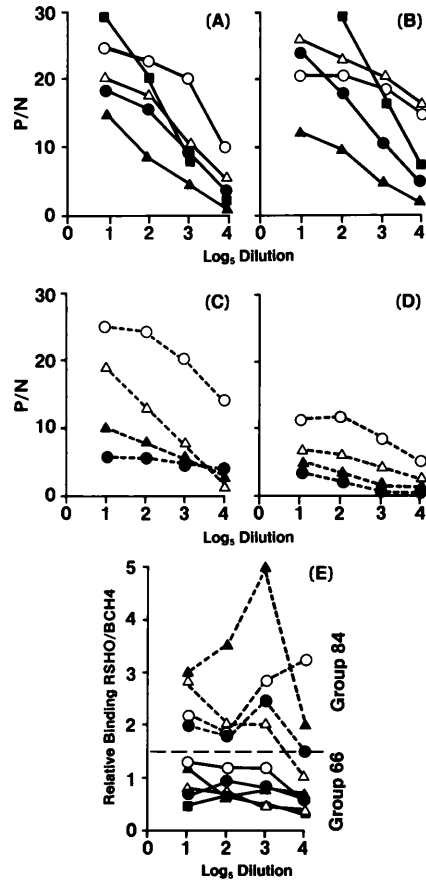 (A)
(B)
P/N
30
20
10
0
0 1 2 3 4
0 1 2 3 4
Log5 Dilution
(C)
(D)
P/N
30
20
10
0
0 1 2 3 4
0 1 2 3 4
Log5 Dilution
(E)
Relative Binding RSHO/BCH4
5
4
3
2
1
0
0 1 2 3 4
Log5 Dilution
Group 84
Group 66